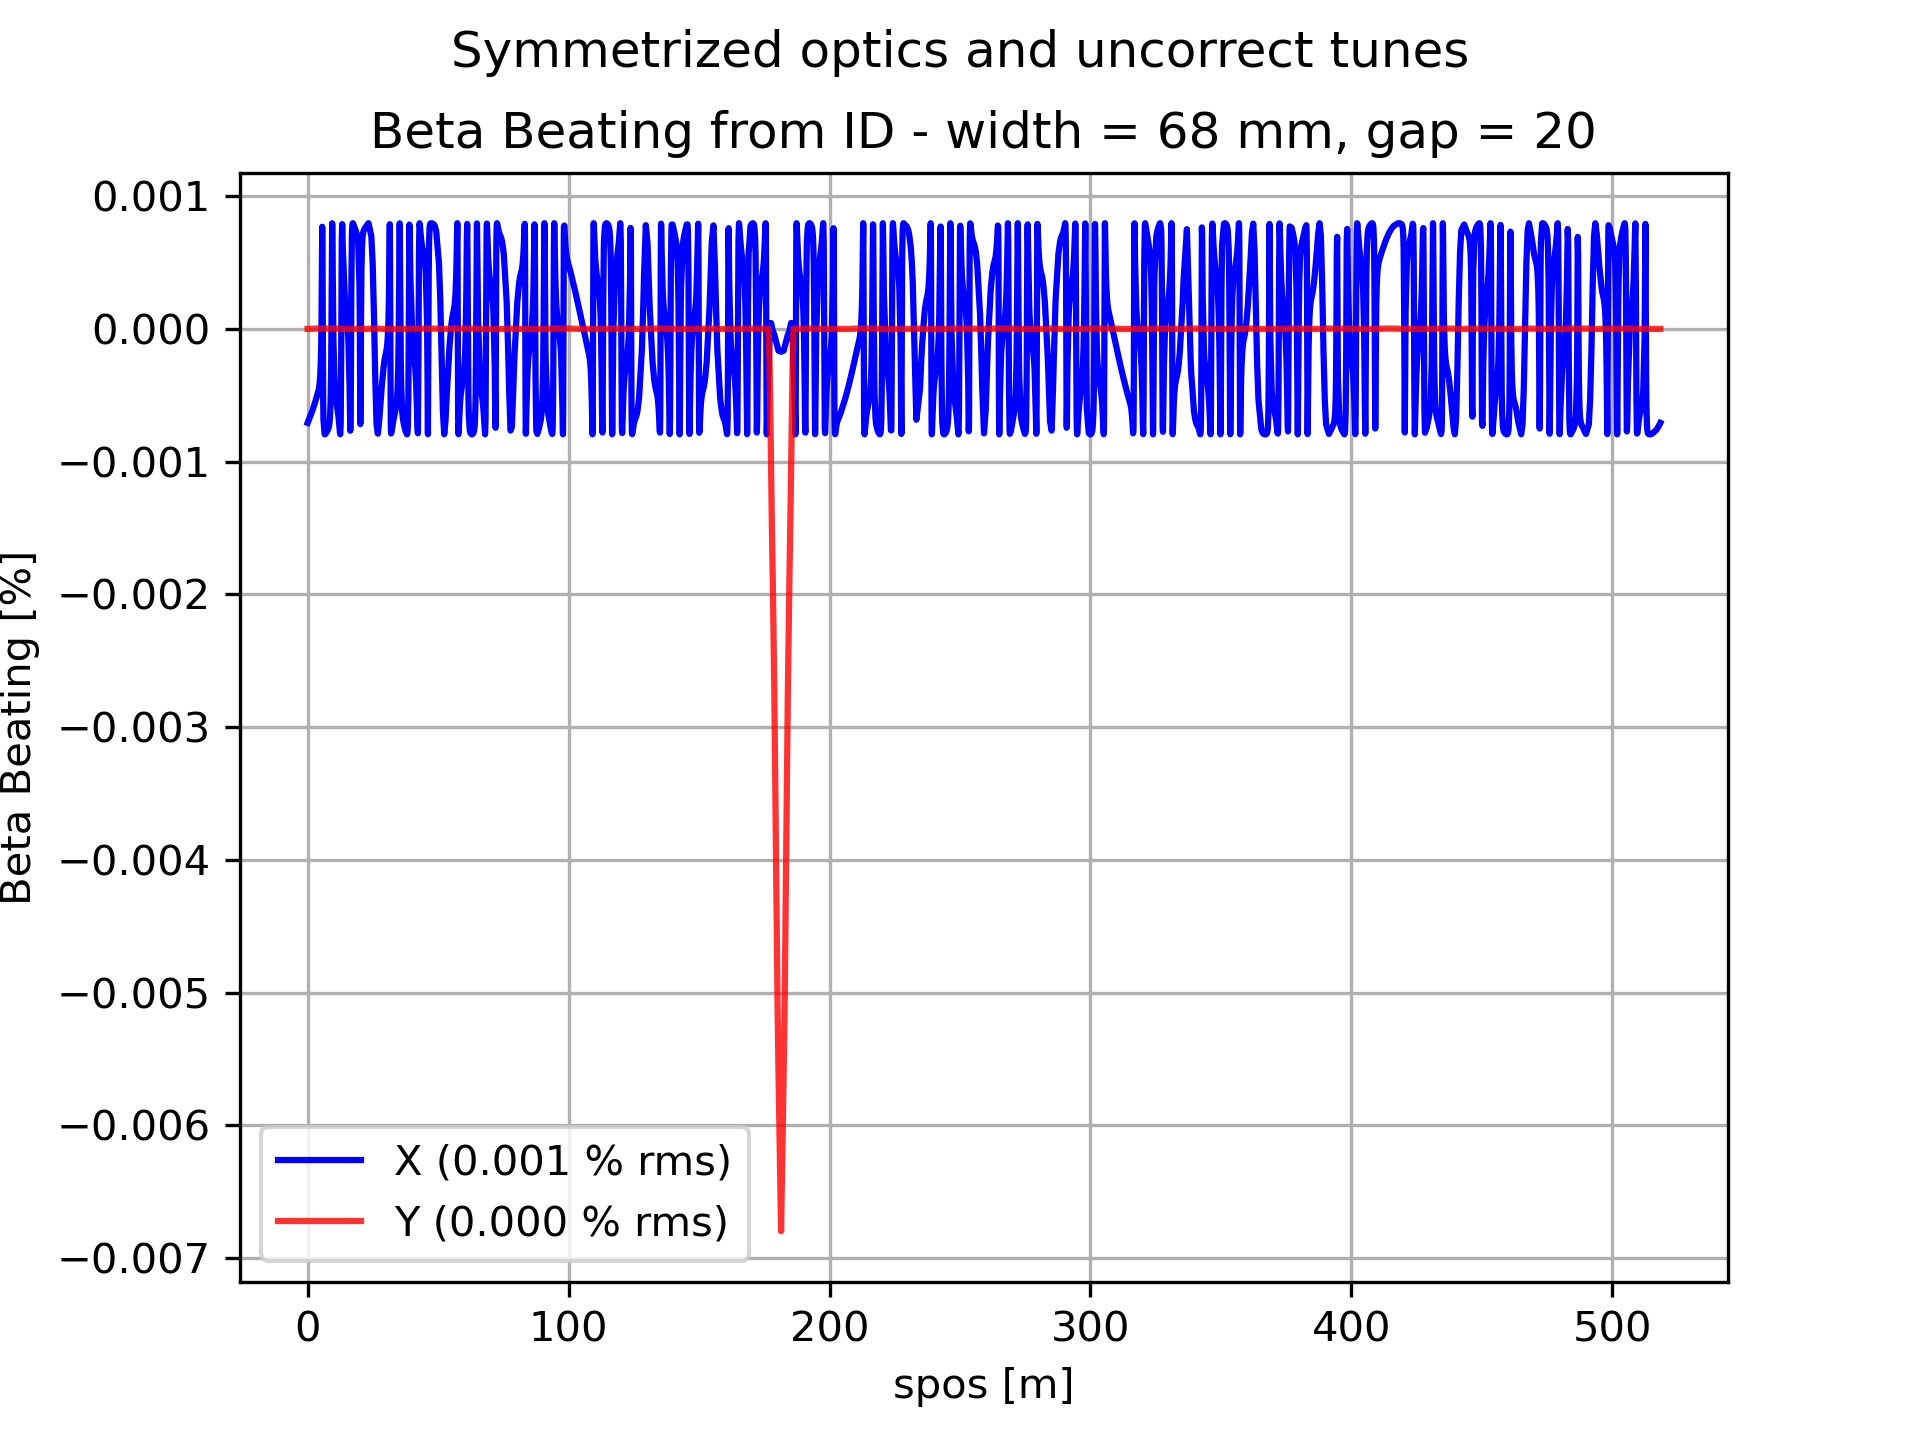 Symmetrized optics and uncorrect tunes
Beta Beating from ID - width = 68 mm, gap = 20
0.001
0.000
−0.001
−0.002
−0.003
−0.004
−0.005
−0.006
−0.007
Beta Beating [%]
X (0.001 % rms)
Y (0.000 % rms)
0 100 200 300 400 500
spos [m]